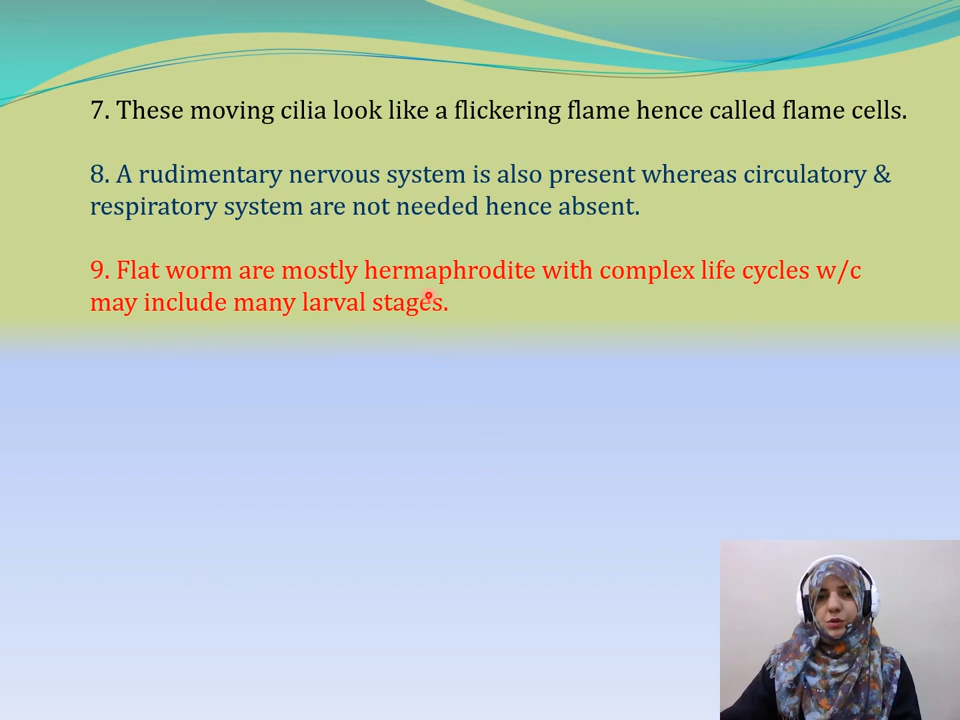 7. These moving cilia look like a flickering flame hence called flame cells.
8. A rudimentary nervous system is also present whereas circulatory &
respiratory system are not needed hence absent.
9. Flat worm are mostly hermaphrodite with complex life cycles w/c
may include many larval stages.